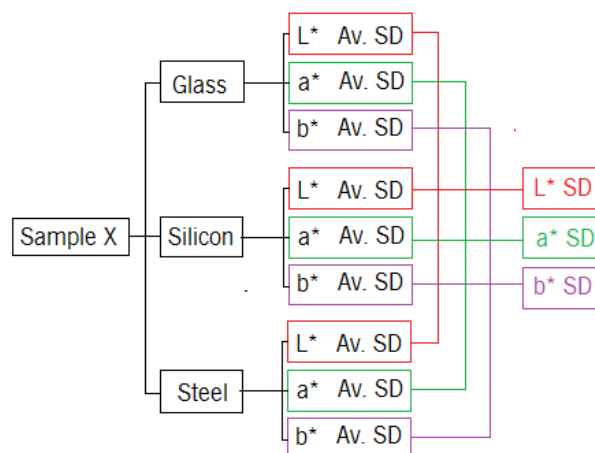 L* Av. SD
Glass
a* Av. SD
b* Av. SD
L* Av. SD
L* SD
Sample X
Silicon
a* Av. SD
a* SD
b* Av. SD
b* SD
L* Av. SD
Steel
a* Av. SD
b* Av. SD